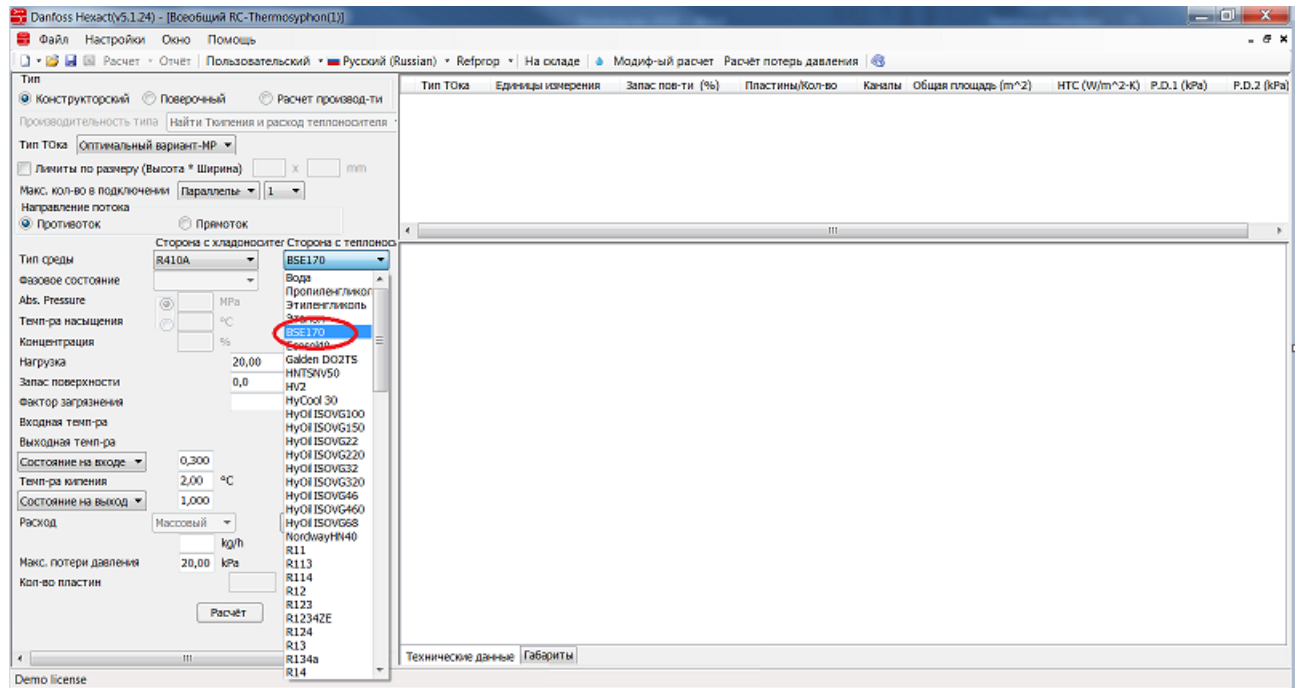 Danfoss Hexact(v5.1.24) - [Всеобщий RC-Thermosyphon(1)]
Файл Настройки Окно Помощь
Расчет Отчёт Пользовательский Русский (Russian) Refprop На складе Модиф-ый расчет Расчёт потерь давления
Тип
Конструкторский Поверочный Расчет производ-ти
Производительность типа Найти Ткипения и расход теплоносителя
Тип ТОка Оптимальный вариант-МР
Лимиты по размеру (Высота * Ширина) x mm
Макс. кол-во в подключении Параллелы 1
Направление потока
Противоток Прямоток
Тип ТОка Единицы измерения Запас пов-ти (%) Пластины/Кол-во Каналы Общая площадь (m^2) HTC (W/m^2-K) P.D.1 (kPa) P.D.2 (kPa)
Сторона с хладоносител Сторона с теплонос
Тип среды R410A BSE170
Фазовое состояние
Abs. Pressure MPa
Темп-ра насыщения °C
Концентрация %
Нагрузка 20,00
Запас поверхности 0,0
Фактор загрязнения
Входная темп-ра
Выходная темп-ра
Состояние на входе 0,300
Темп-ра кипения 2,00 °C
Состояние на выход 1,000
Расход Массовый
kg/h
Макс. потери давления 20,00 kPa
Кол-во пластин
Расчёт
Вода
Пропиленгликол
Этиленгликоль
Этанол
BSE170
Ecocold9
Galden DO2TS
HNTSNV50
HV2
HyCool 30
HyOil ISOVG100
HyOil ISOVG150
HyOil ISOVG22
HyOil ISOVG220
HyOil ISOVG32
HyOil ISOVG320
HyOil ISOVG46
HyOil ISOVG460
HyOil ISOVG68
NordwayHN40
R11
R113
R114
R12
R123
R1234ZE
R124
R13
R134a
R14
Технические данные Габариты
Demo license